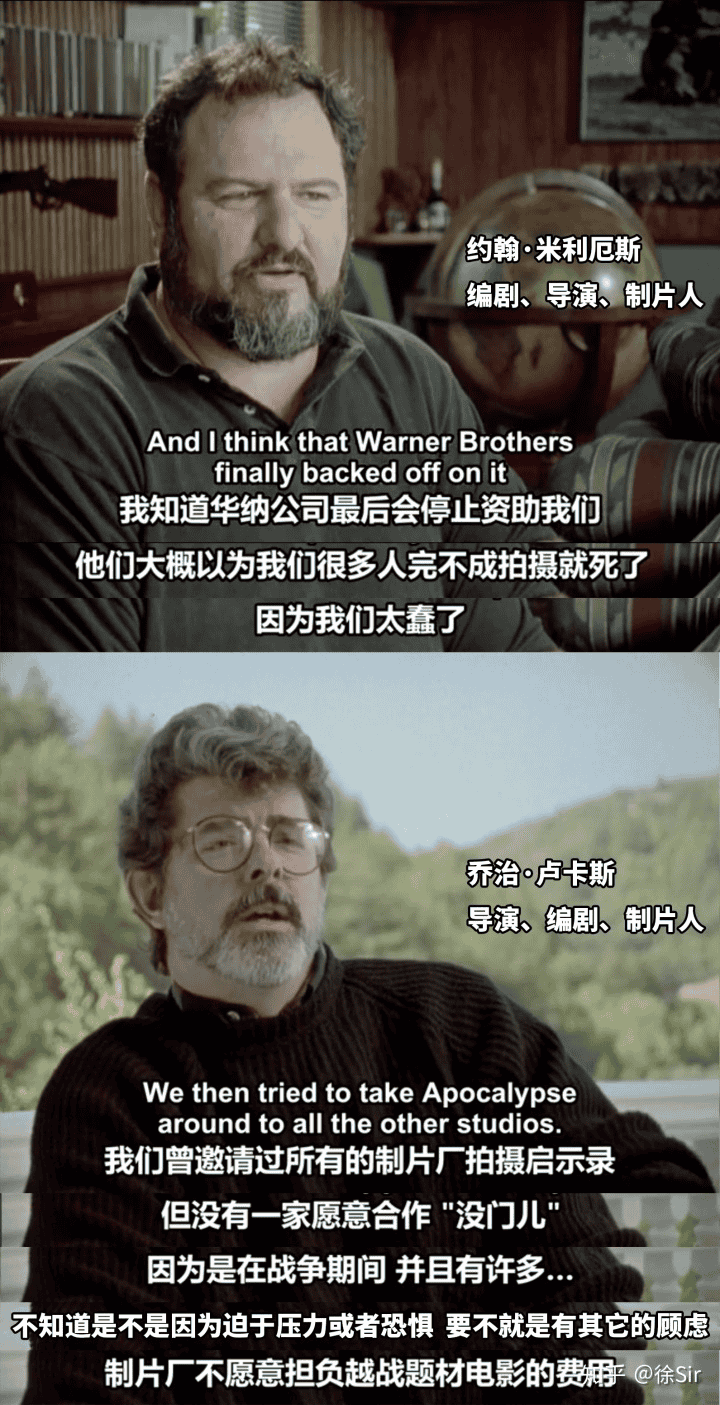 约翰·米利厄斯
编剧、导演、制片人
And I think that Warner Brothers
finally backed off on it
我知道华纳公司最后会停止资助我们
他们大概以为我们很多人完不成拍摄就死了
因为我们太蠢了
乔治·卢卡斯
导演、编剧、制片人
We then tried to take Apocalypse
around to all the other studios.
我们曾邀请过所有的制片厂拍摄启示录
但没有一家愿意合作 "没门儿"
因为是在战争期间 并且有许多...
不知道是不是因为迫于压力或者恐惧 要不就是有其它的顾虑
制片厂不愿意担负越战题材电影的费用
知乎 @徐Sir